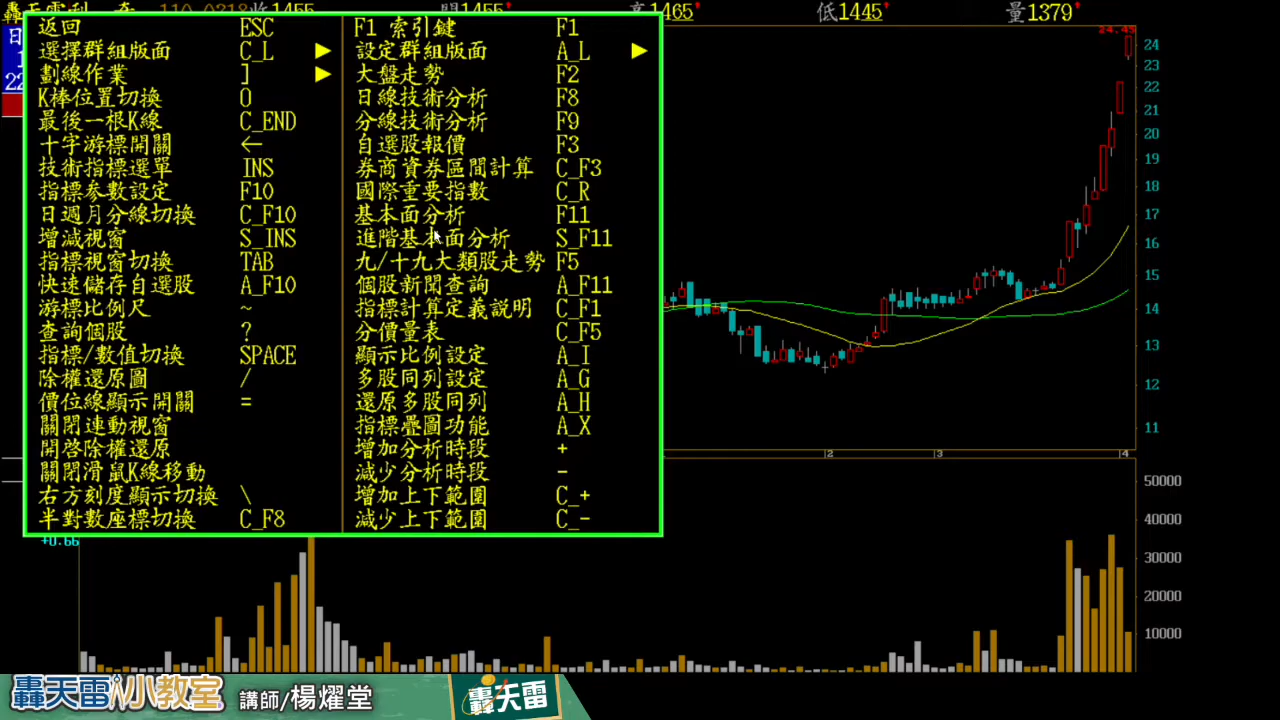 收1455 開1455 高1465 低1445 量1379
返回 ESC
選擇群組版面 C_L ▶
劃線作業 ] ▶
K棒位置切換 0
最後一根K線 C_END
十字游標開關 ←
技術指標選單 INS
指標參數設定 F10
日週月分線切換 C_F10
增減視窗 S_INS
指標視窗切換 TAB
快速儲存自選股 A_F10
游標比例尺 ~
查詢個股 ?
指標/數值切換 SPACE
除權還原圖 /
價位線顯示開關 =
關閉連動視窗
開啓除權還原
關閉滑鼠K線移動
右方刻度顯示切換 \
半對數座標切換 C_F8
F1 索引鍵 F1
設定群組版面 A_L ▶
大盤走勢 F2
日線技術分析 F8
分線技術分析 F9
自選股報價 F3
券商資券區間計算 C_F3
國際重要指數 C_R
基本面分析 F11
進階基本面分析 S_F11
九/十九大類股走勢 F5
個股新聞查詢 A_F11
指標計算定義説明 C_F1
分價量表 C_F5
顯示比例設定 A_I
多股同列設定 A_G
還原多股同列 A_H
指標疊圖功能 A_X
增加分析時段 +
減少分析時段 -
增加上下範圍 C_+
減少上下範圍 C_-
24.45
24
23
22
21
20
19
18
17
16
15
14
13
12
11
2 3 4
+0.66
50000
40000
30000
20000
10000
轟天雷小教室 講師/楊燿堂 轟天雷